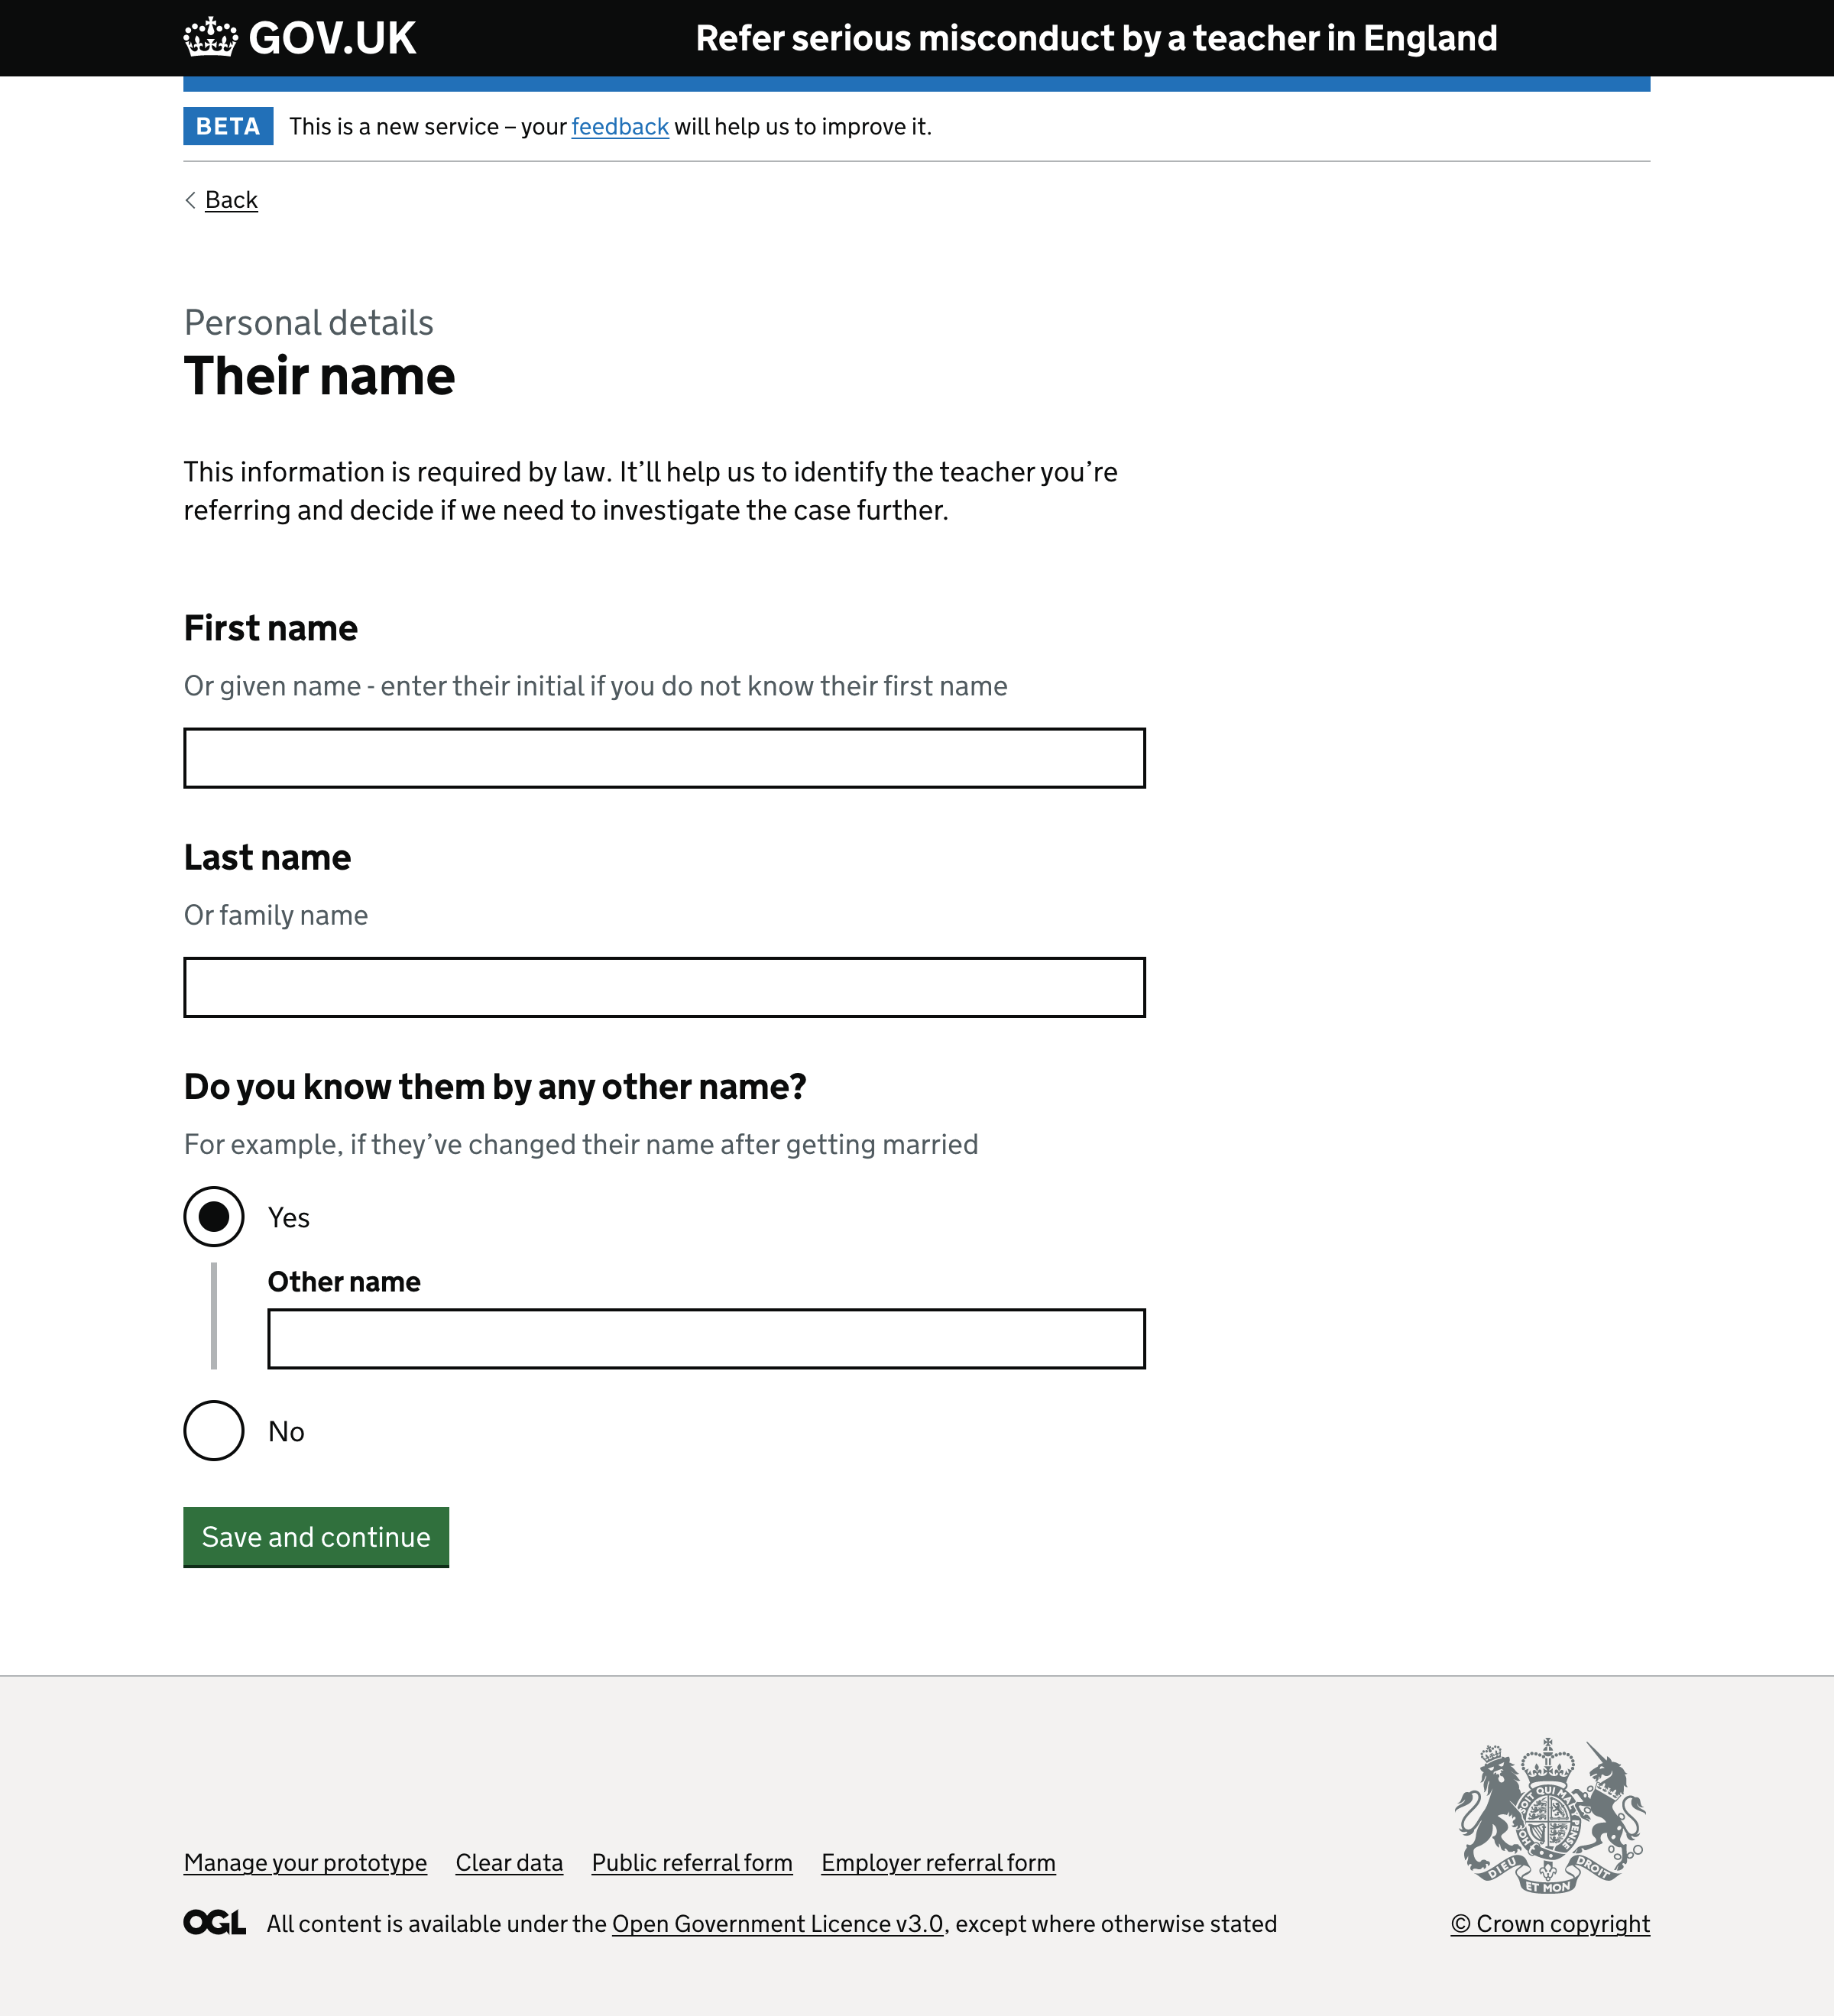 GOV.UK
Refer serious misconduct by a teacher in England
BETA This is a new service – your feedback will help us to improve it.
Back
Personal details
Their name
This information is required by law. It’ll help us to identify the teacher you’re
referring and decide if we need to investigate the case further.
First name
Or given name - enter their initial if you do not know their first name
Last name
Or family name
Do you know them by any other name?
For example, if they’ve changed their name after getting married
Yes
Other name
No
Save and continue
Manage your prototype Clear data Public referral form Employer referral form
DIEU ET MON DROIT
OGL All content is available under the Open Government Licence v3.0, except where otherwise stated
© Crown copyright